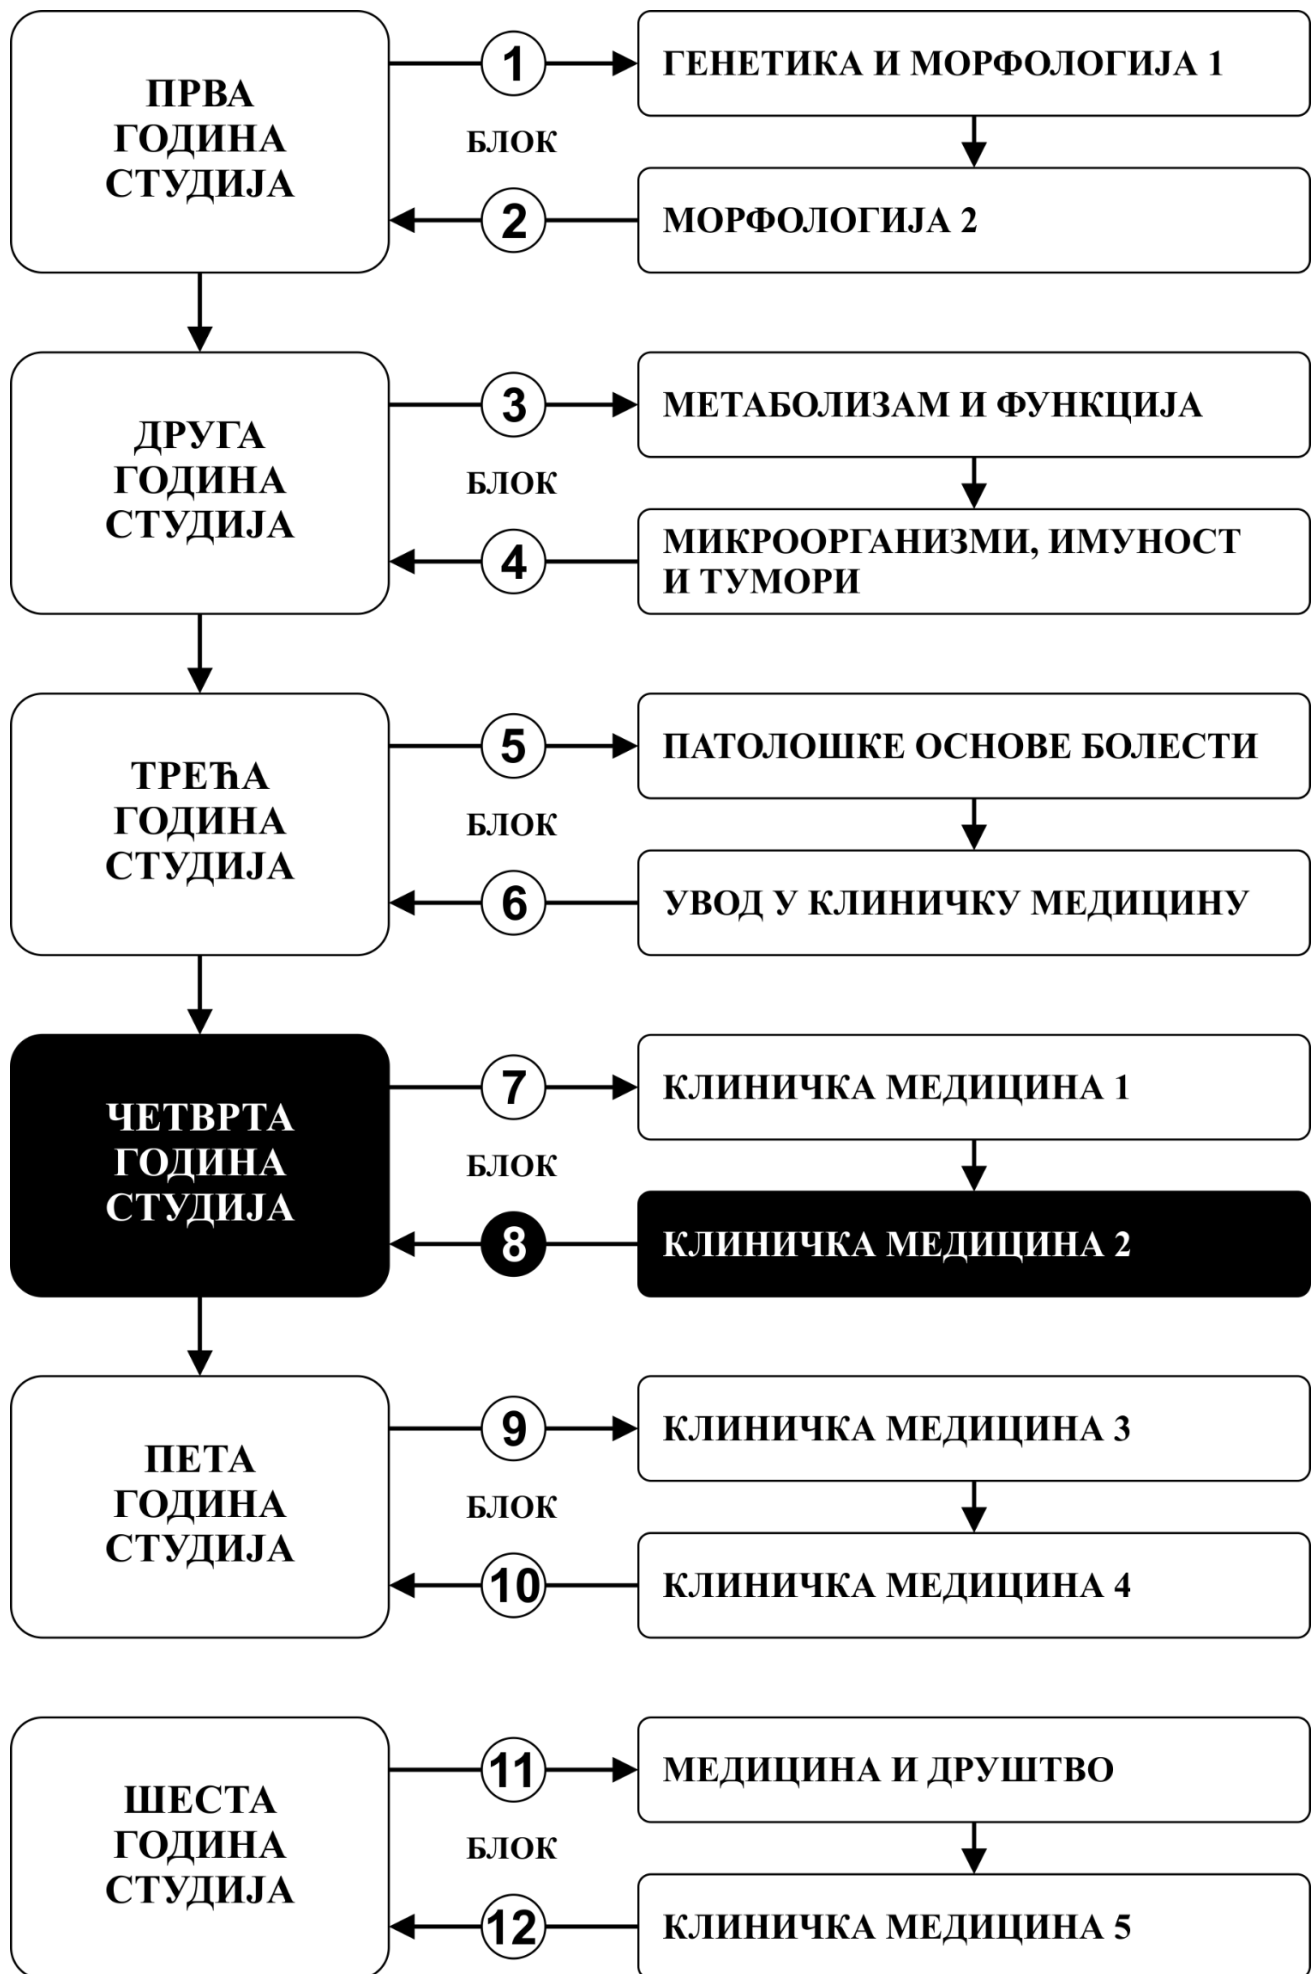 ПРВА
ГОДИНА
СТУДИЈА
1
БЛОК
2
ГЕНЕТИКА И МОРФОЛОГИЈА 1
МОРФОЛОГИЈА 2
ДРУГА
ГОДИНА
СТУДИЈА
3
БЛОК
4
МЕТАБОЛИЗАМ И ФУНКЦИЈА
МИКРООРГАНИЗМИ, ИМУНОСТ
И ТУМОРИ
ТРЕЋА
ГОДИНА
СТУДИЈА
5
БЛОК
6
ПАТОЛОШКЕ ОСНОВЕ БОЛЕСТИ
УВОД У КЛИНИЧКУ МЕДИЦИНУ
ЧЕТВРТА
ГОДИНА
СТУДИЈА
7
БЛОК
8
КЛИНИЧКА МЕДИЦИНА 1
КЛИНИЧКА МЕДИЦИНА 2
ПЕТА
ГОДИНА
СТУДИЈА
9
БЛОК
10
КЛИНИЧКА МЕДИЦИНА 3
КЛИНИЧКА МЕДИЦИНА 4
ШЕСТА
ГОДИНА
СТУДИЈА
11
БЛОК
12
МЕДИЦИНА И ДРУШТВО
КЛИНИЧКА МЕДИЦИНА 5